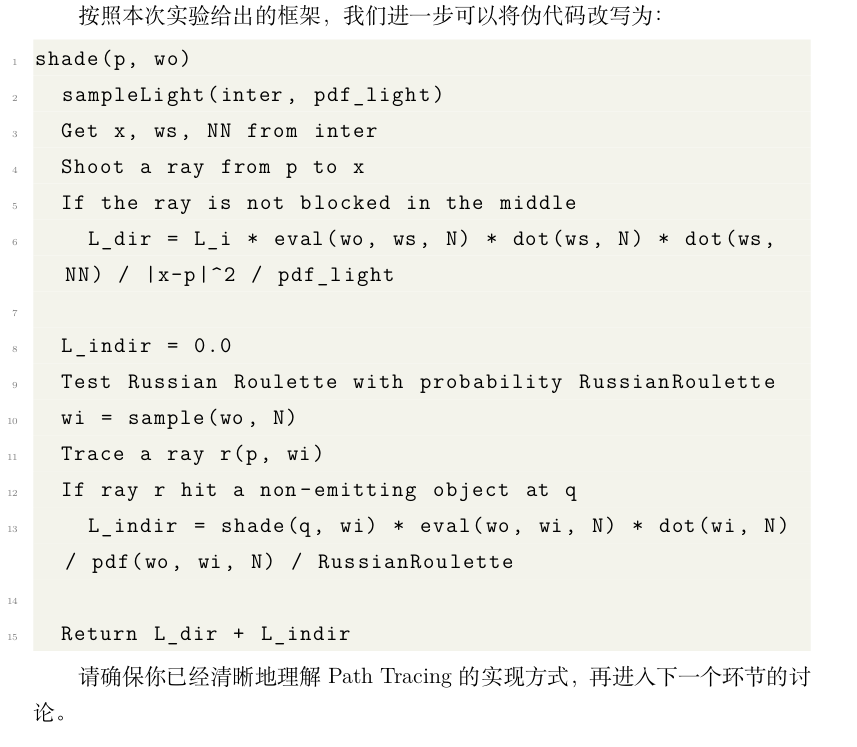 按照本次实验给出的框架，我们进一步可以将伪代码改写为：
1 shade(p, wo)
2 sampleLight(inter, pdf_light)
3 Get x, ws, NN from inter
4 Shoot a ray from p to x
5 If the ray is not blocked in the middle
6 L_dir = L_i * eval(wo, ws, N) * dot(ws, N) * dot(ws,
NN) / |x-p|^2 / pdf_light
7
8 L_indir = 0.0
9 Test Russian Roulette with probability RussianRoulette
10 wi = sample(wo, N)
11 Trace a ray r(p, wi)
12 If ray r hit a non-emitting object at q
13 L_indir = shade(q, wi) * eval(wo, wi, N) * dot(wi, N)
/ pdf(wo, wi, N) / RussianRoulette
14
15 Return L_dir + L_indir
请确保你已经清晰地理解 Path Tracing 的实现方式，再进入下一个环节的讨
论。